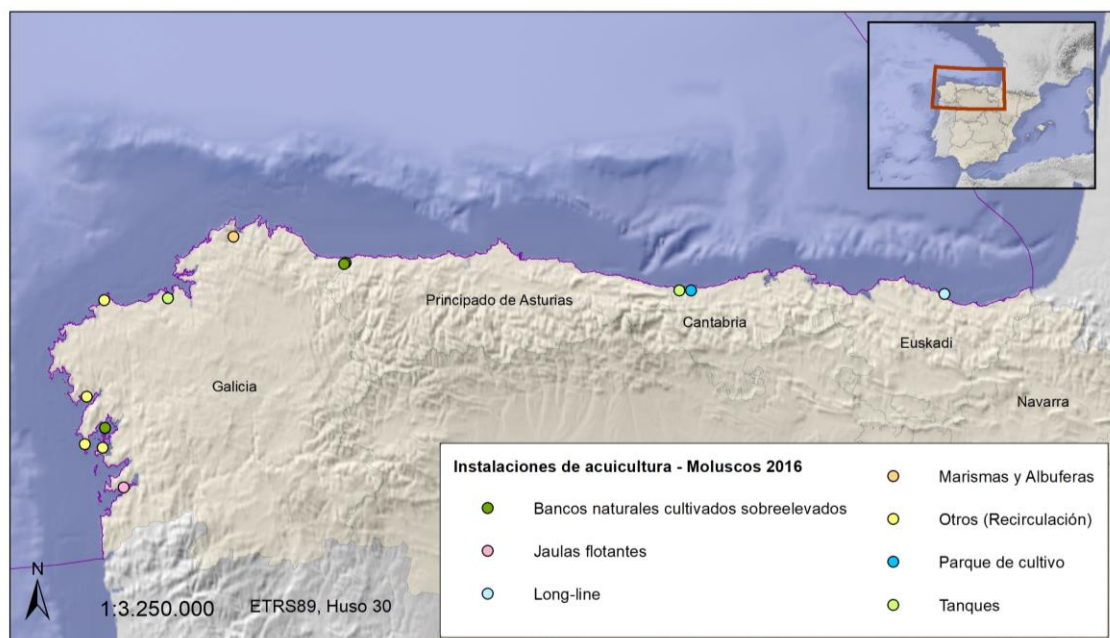 Principado de Asturias
Cantabria
Euskadi
Galicia
Navarra
Instalaciones de acuicultura - Moluscos 2016
Bancos naturales cultivados sobreelevados
Jaulas flotantes
Long-line
Marismas y Albuferas
Otros (Recirculación)
Parque de cultivo
Tanques
N
1:3.250.000
ETRS89, Huso 30